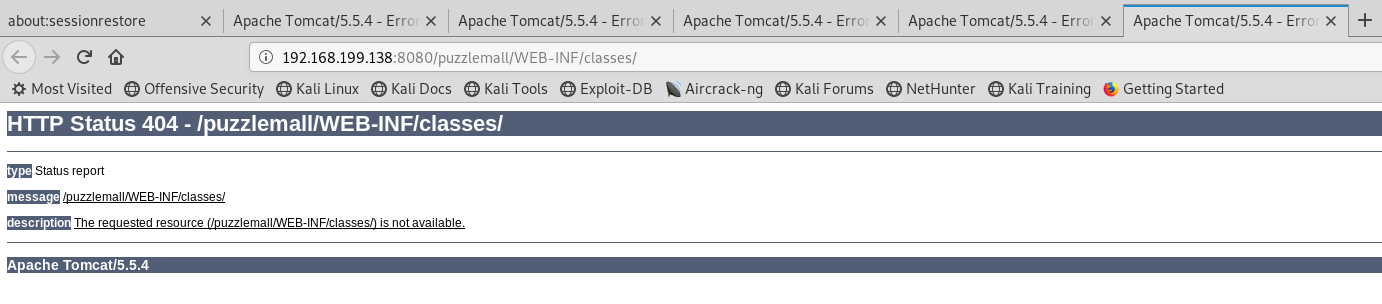 about:sessionrestore Apache Tomcat/5.5.4 - Error Apache Tomcat/5.5.4 - Error Apache Tomcat/5.5.4 - Error Apache Tomcat/5.5.4 - Error Apache Tomcat/5.5.4 - Error
192.168.199.138:8080/puzzlemall/WEB-INF/classes/
Most Visited Offensive Security Kali Linux Kali Docs Kali Tools Exploit-DB Aircrack-ng Kali Forums NetHunter Kali Training Getting Started
HTTP Status 404 - /puzzlemall/WEB-INF/classes/
type Status report
message /puzzlemall/WEB-INF/classes/
description The requested resource (/puzzlemall/WEB-INF/classes/) is not available.
Apache Tomcat/5.5.4